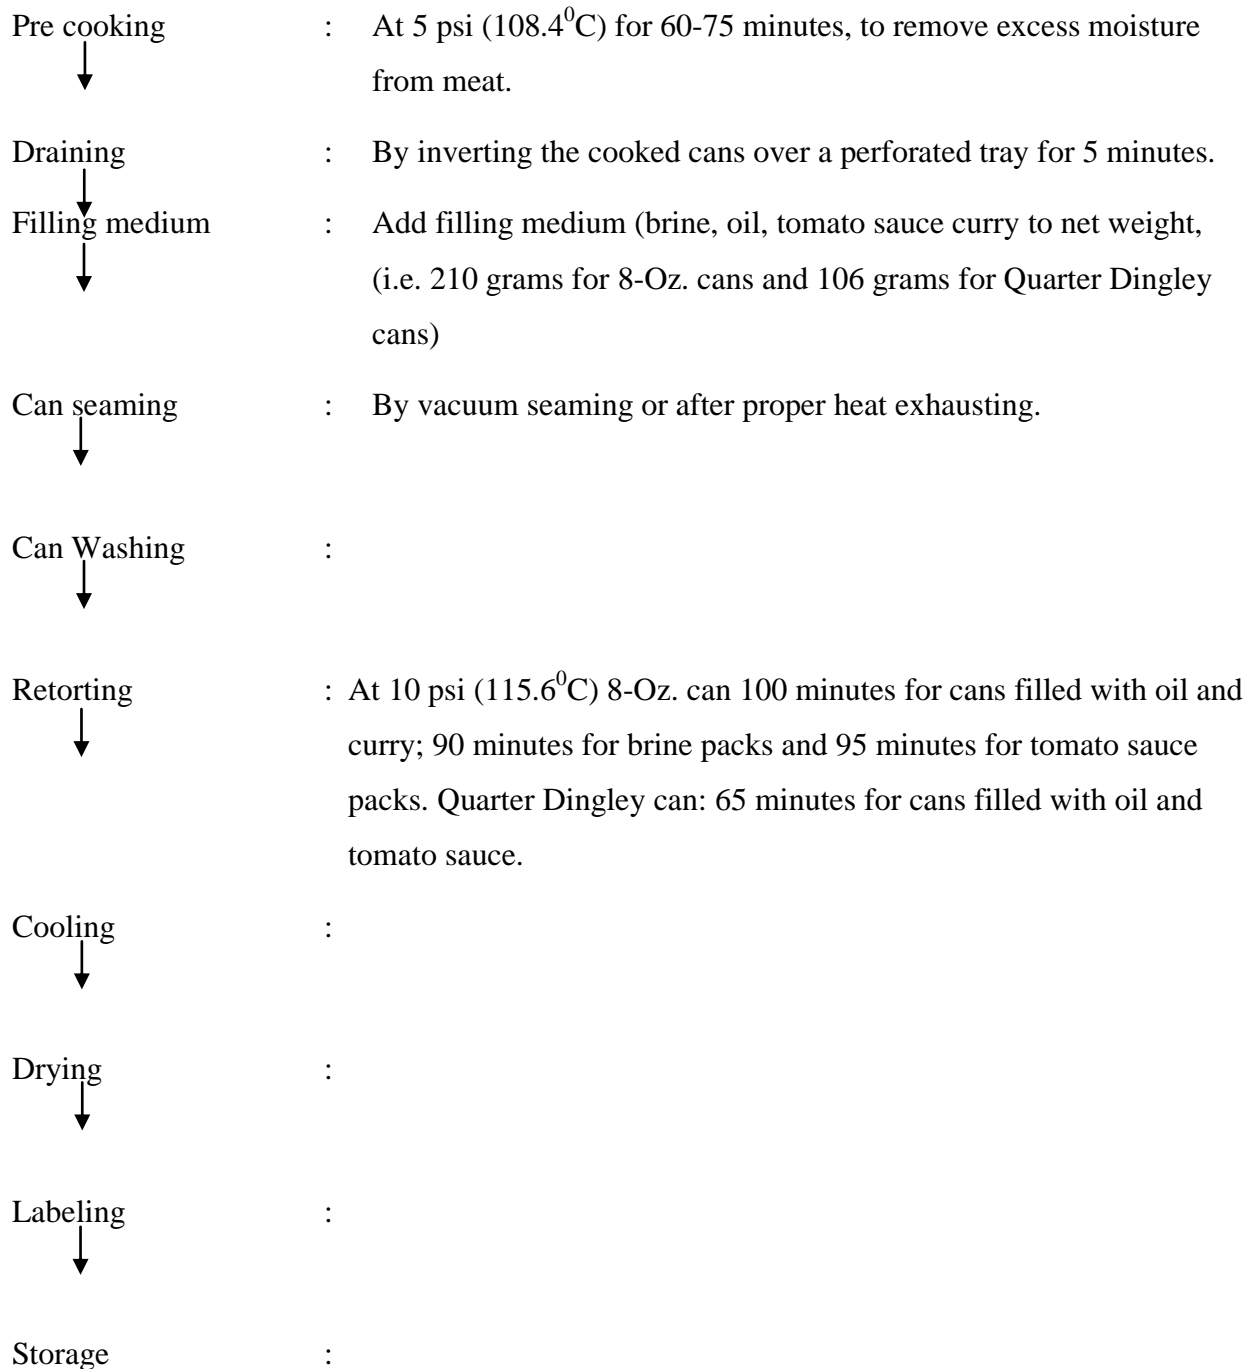 Pre cooking : At 5 psi (108.4⁰C) for 60-75 minutes, to remove excess moisture
from meat.
Draining : By inverting the cooked cans over a perforated tray for 5 minutes.
Filling medium : Add filling medium (brine, oil, tomato sauce curry to net weight,
(i.e. 210 grams for 8-Oz. cans and 106 grams for Quarter Dingley
cans)
Can seaming : By vacuum seaming or after proper heat exhausting.
Can Washing :
Retorting : At 10 psi (115.6⁰C) 8-Oz. can 100 minutes for cans filled with oil and
curry; 90 minutes for brine packs and 95 minutes for tomato sauce
packs. Quarter Dingley can: 65 minutes for cans filled with oil and
tomato sauce.
Cooling :
Drying :
Labeling :
Storage :